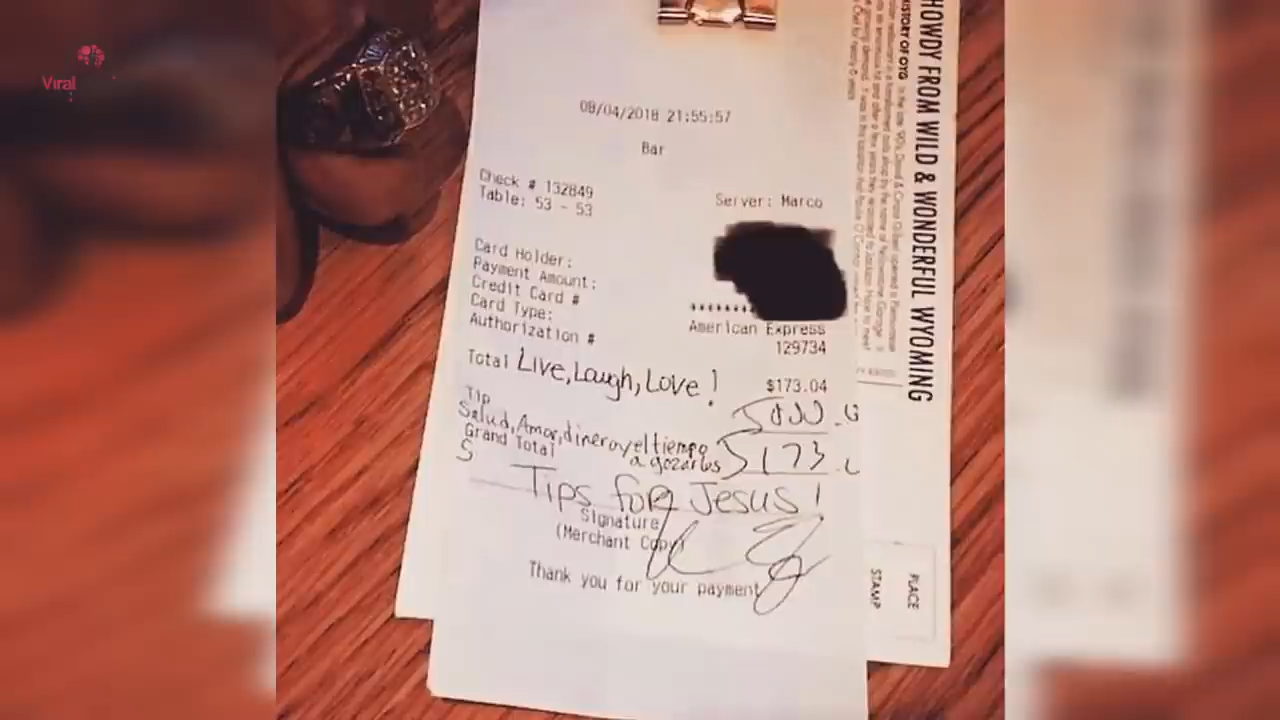 Viral
08/04/2018 21:55:57
Bar
Check # 132849
Table: 53 - 53
Server: Marco
Card Holder:
Payment Amount:
Credit Card #
Card Type:
American Express
Authorization #
129734
Total Live, Laugh, Love! $173.04
Tip 5000.
Salud, Amor, dinero y el tiempo
a gozarlos
Grand Total 5173.
S
Tips for Jesus!
Signature
(Merchant Copy)
Thank you for your payment
HOWDY FROM WILD & WONDERFUL WYOMING
HISTORY OF OYG
PLACE
STAMP